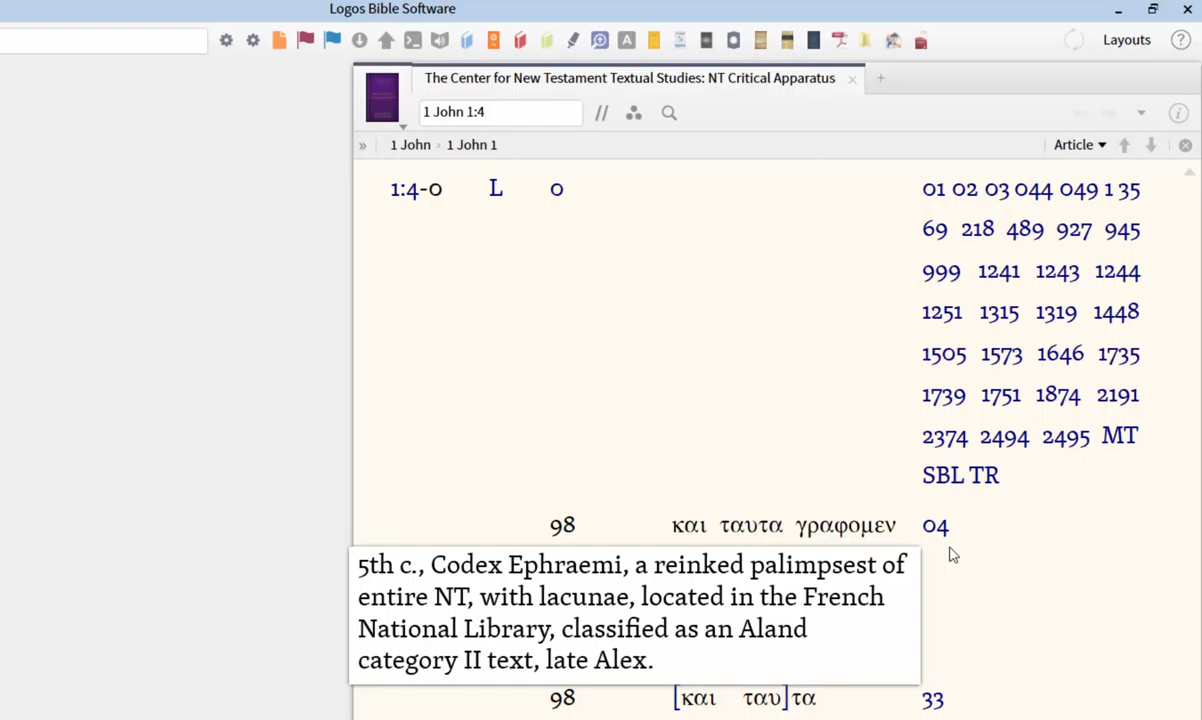 Logos Bible Software
Layouts
The Center for New Testament Textual Studies: NT Critical Apparatus
1 John 1:4
1 John › 1 John 1
Article
1:4-0 L 0 01 02 03 044 049 1 35
69 218 489 927 945
999 1241 1243 1244
1251 1315 1319 1448
1505 1573 1646 1735
1739 1751 1874 2191
2374 2494 2495 MT
SBL TR
98 και ταυτα γραφομεν 04
5th c., Codex Ephraemi, a reinked palimpsest of
entire NT, with lacunae, located in the French
National Library, classified as an Aland
category II text, late Alex.
98 [και ταυ]τα 33